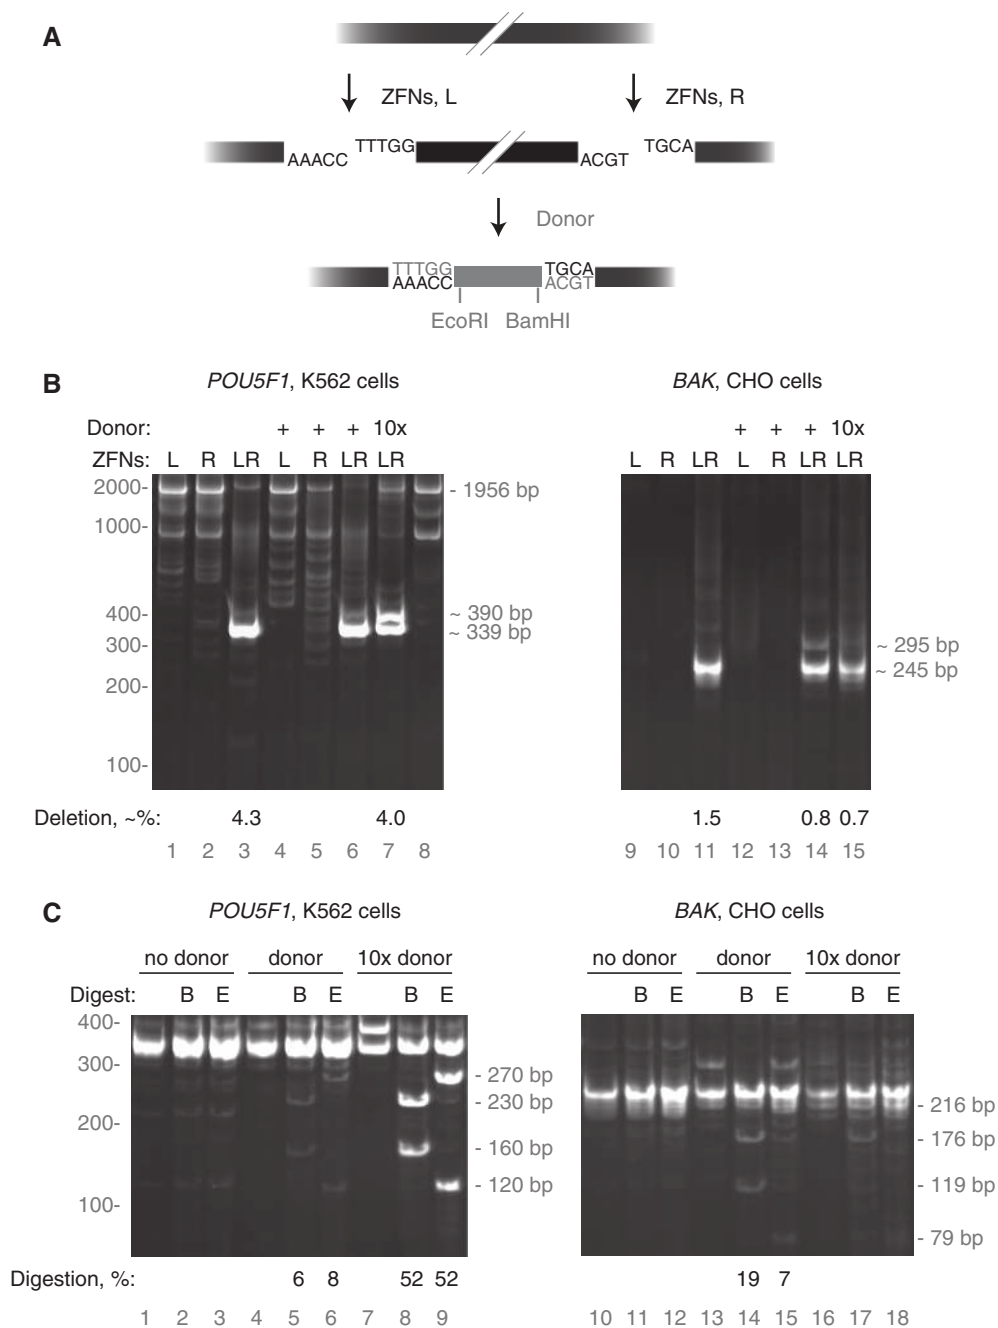 A
ZFNs, L
ZFNs, R
TTTGG
TGCA
AAACC
ACGT
Donor
TTTGG
TGCA
AAACC
ACGT
EcoRI BamHI
B
POU5F1, K562 cells
BAK, CHO cells
Donor: + + + 10x
+ + + 10x
ZFNs: L R LR L R LR LR
L R LR L R LR LR
2000-
- 1956 bp
1000-
400-
~ 390 bp
~ 339 bp
300-
~ 295 bp
~ 245 bp
200-
100-
Deletion, ~%: 4.3 4.0
1.5 0.8 0.7
1 2 3 4 5 6 7 8
9 10 11 12 13 14 15
C
POU5F1, K562 cells
BAK, CHO cells
no donor donor 10x donor
no donor donor 10x donor
Digest: B E B E B E
B E B E B E
400-
300-
- 270 bp
- 230 bp
- 216 bp
200-
- 160 bp
- 176 bp
- 120 bp
- 119 bp
100-
- 79 bp
Digestion, %: 6 8 52 52
19 7
1 2 3 4 5 6 7 8 9
10 11 12 13 14 15 16 17 18